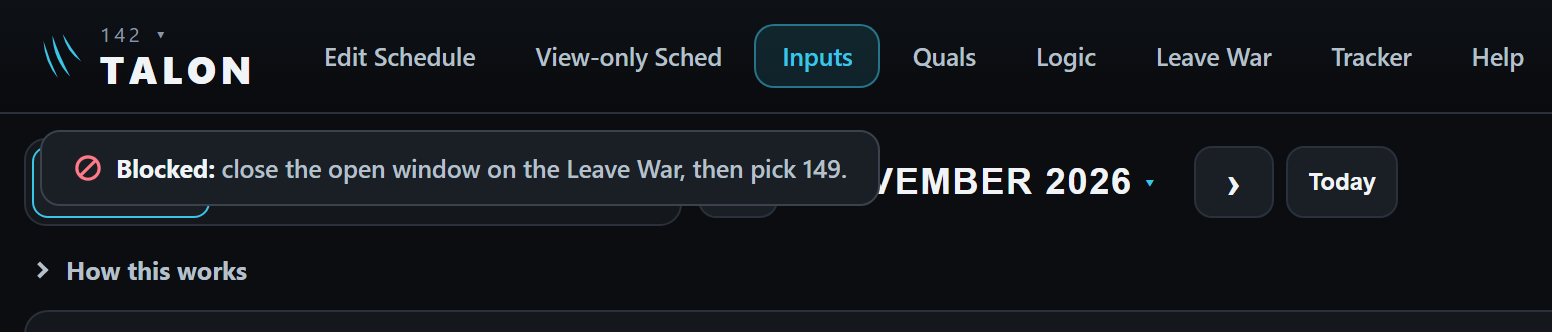 142 ▾
TALON
Edit Schedule
View-only Sched
Inputs
Quals
Logic
Leave War
Tracker
Help
Blocked: close the open window on the Leave War, then pick 149.
VEMBER 2026 ▾
›
Today
How this works